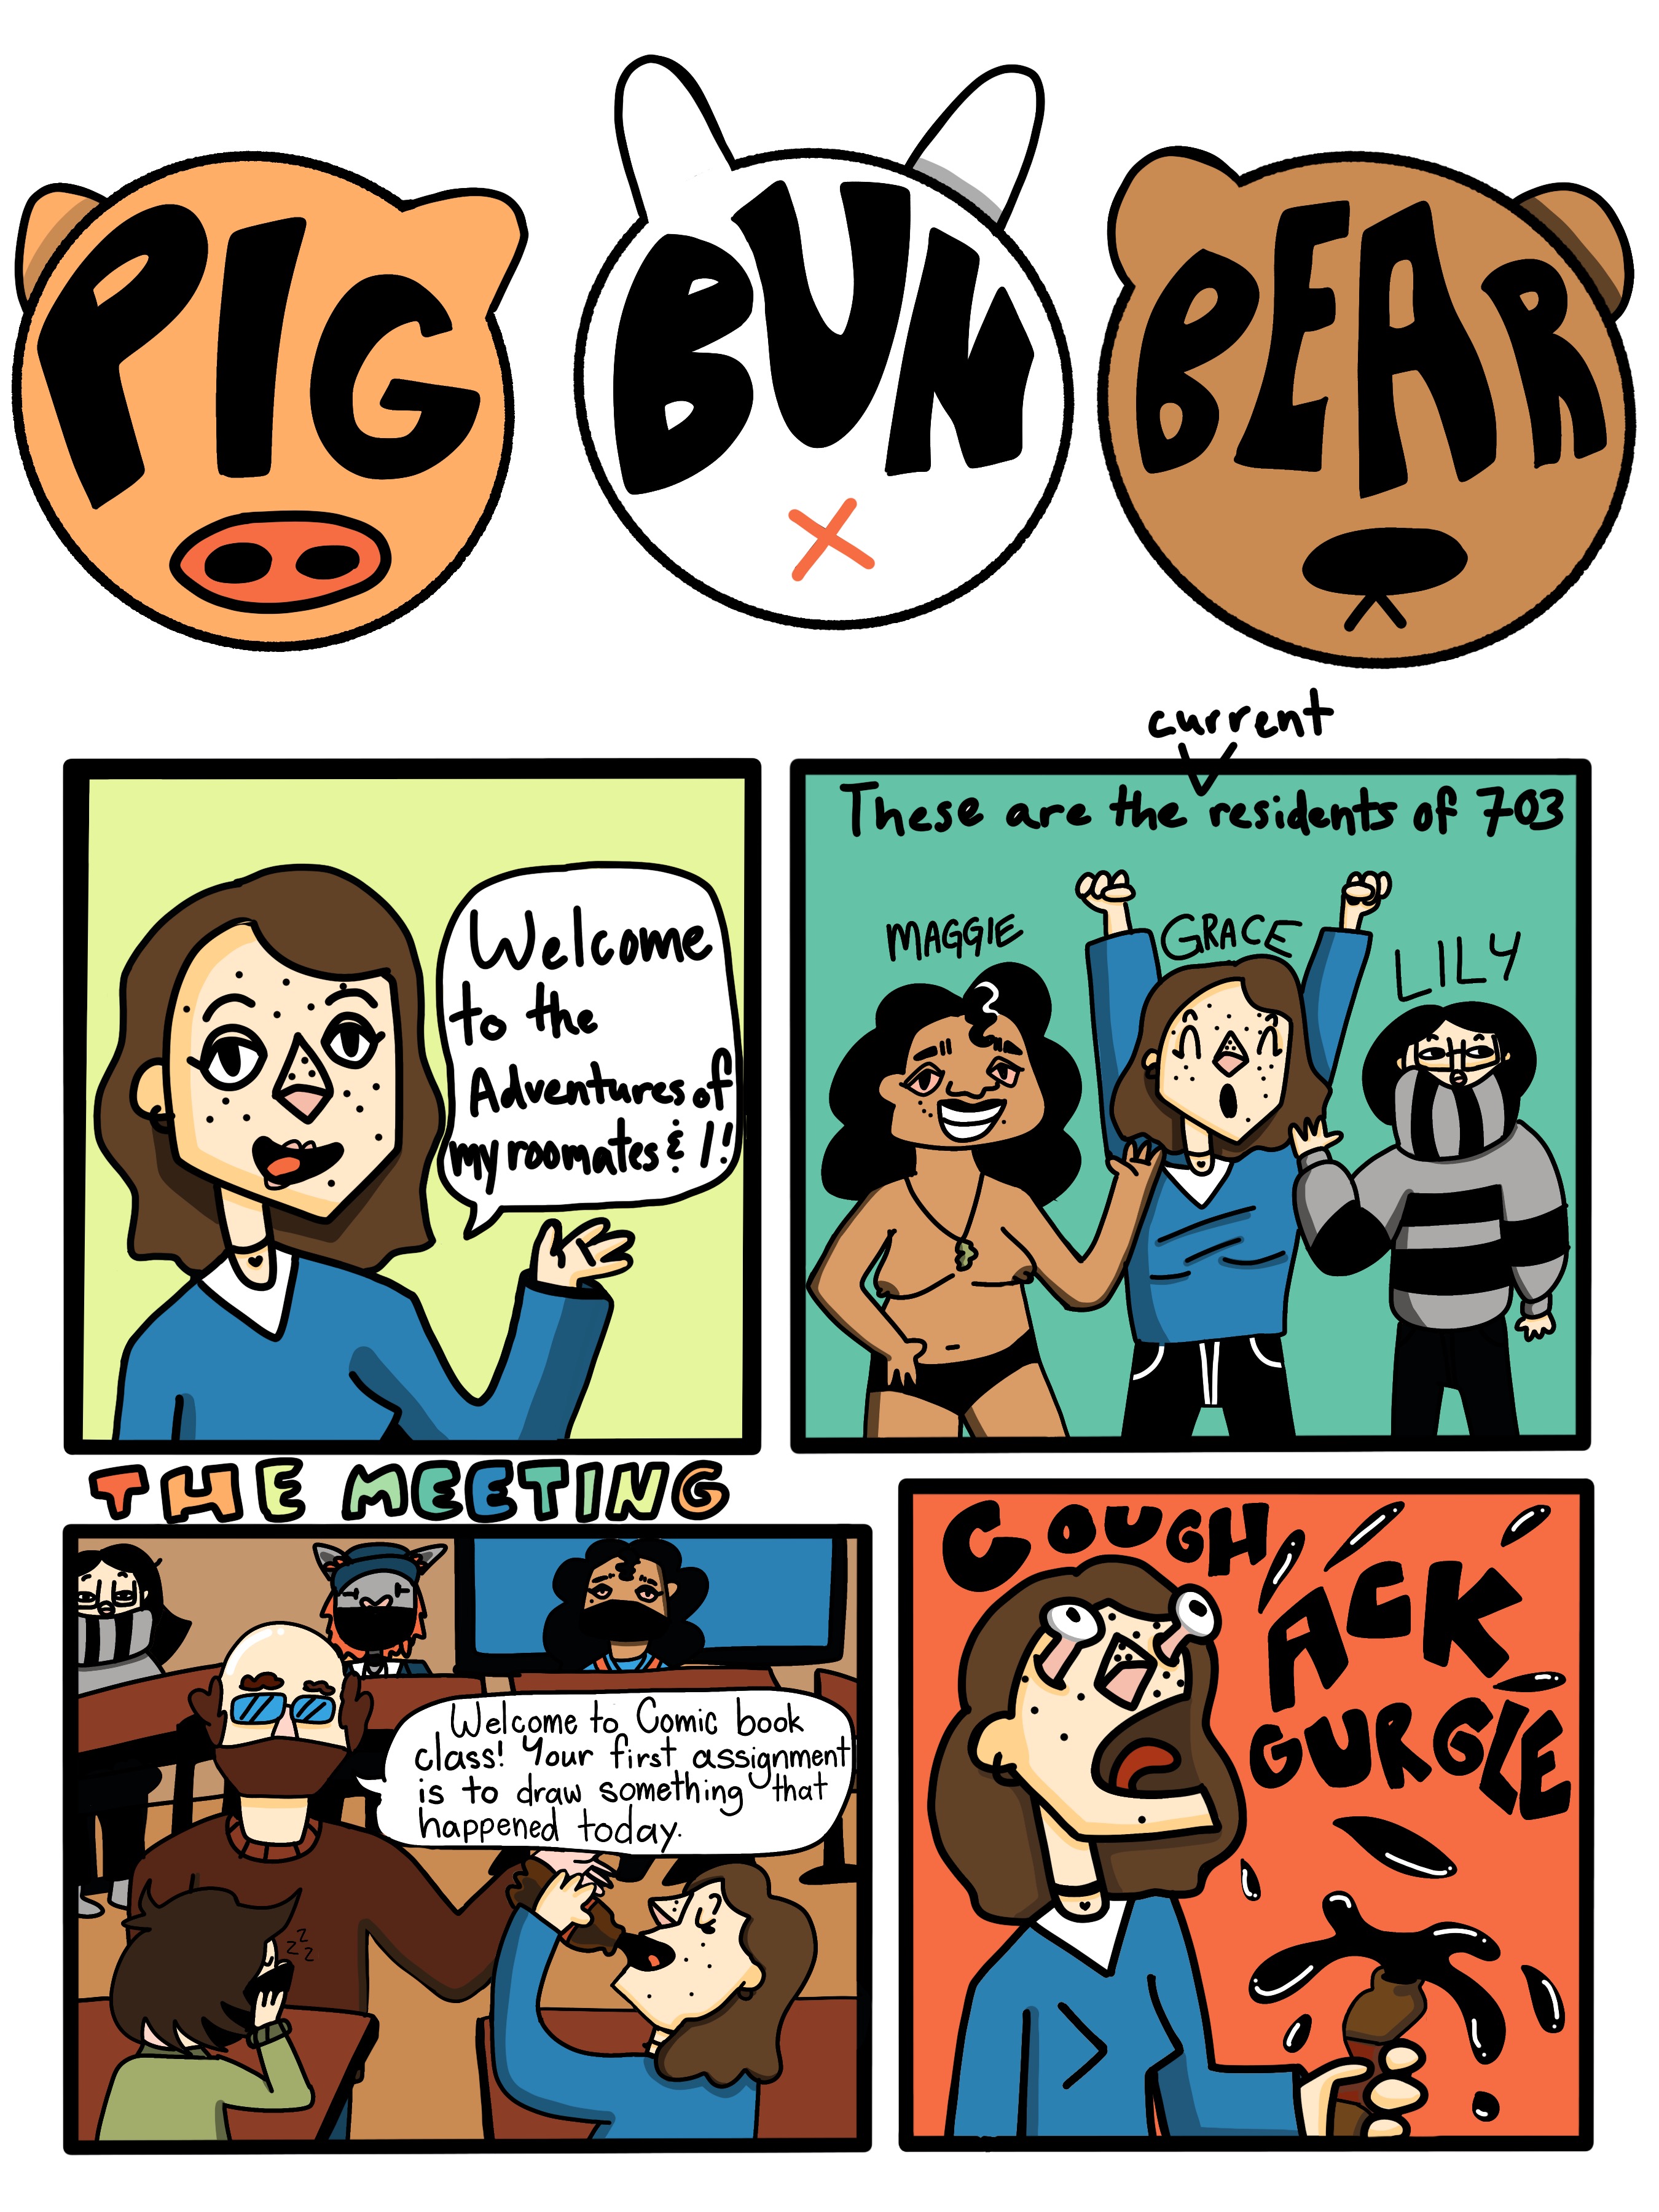 PIG
BUN
BEAR
Welcome
to the
Adventures of
my roomates & I!
current
These are the residents of 703
MAGGIE
GRACE
LILY
THE MEETING
Welcome to Comic book
class! Your first assignment
is to draw something that
happened today.
z z z
COUGH
ACK
GURGLE